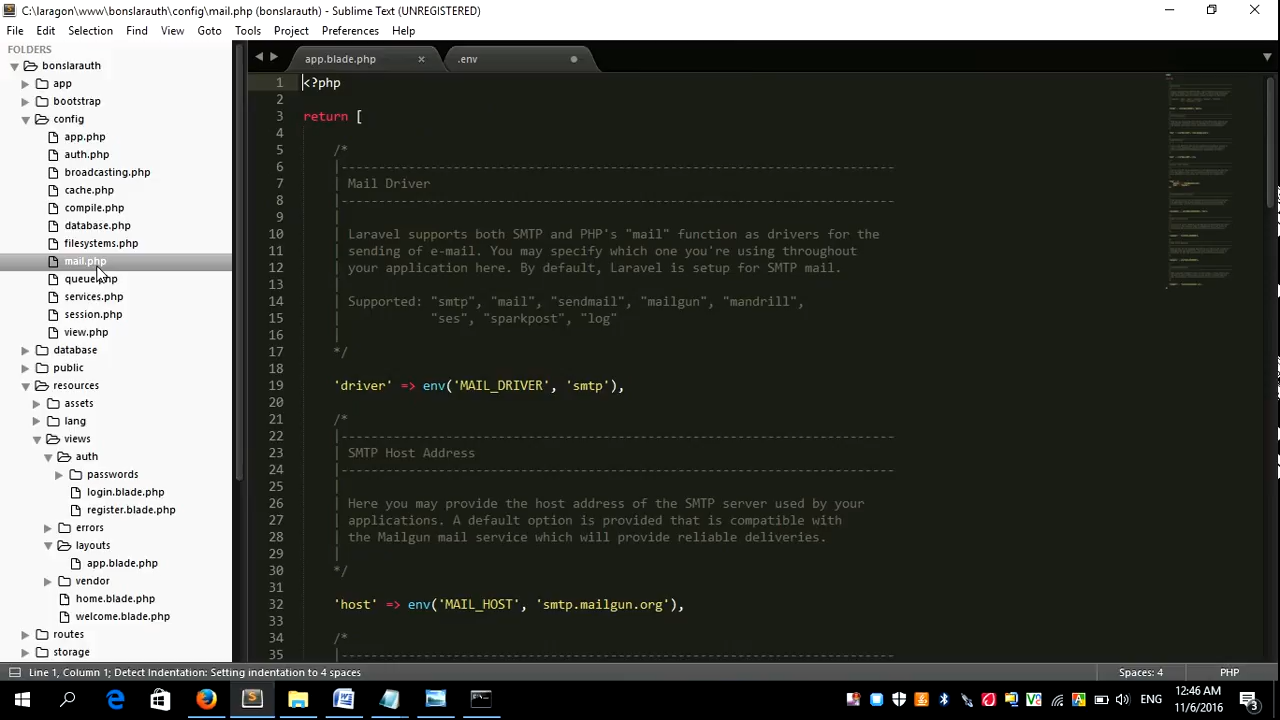 C:\laragon\www\bonslarauth\config\mail.php (bonslarauth) - Sublime Text (UNREGISTERED)
File Edit Selection Find View Goto Tools Project Preferences Help
FOLDERS
bonslarauth
app
bootstrap
config
app.php
auth.php
broadcasting.php
cache.php
compile.php
database.php
filesystems.php
mail.php
queue.php
services.php
session.php
view.php
database
public
resources
assets
lang
views
auth
passwords
login.blade.php
register.blade.php
errors
layouts
app.blade.php
vendor
home.blade.php
welcome.blade.php
routes
storage
app.blade.php .env
1 <?php
2
3 return [
4
5 /*
6 |--------------------------------------------------------------------------
7 | Mail Driver
8 |--------------------------------------------------------------------------
9 |
10 | Laravel supports both SMTP and PHP's "mail" function as drivers for the
11 | sending of e-mail. You may specify which one you're using throughout
12 | your application here. By default, Laravel is setup for SMTP mail.
13 |
14 | Supported: "smtp", "mail", "sendmail", "mailgun", "mandrill",
15 | "ses", "sparkpost", "log"
16 |
17 */
18
19 'driver' => env('MAIL_DRIVER', 'smtp'),
20
21 /*
22 |--------------------------------------------------------------------------
23 | SMTP Host Address
24 |--------------------------------------------------------------------------
25 |
26 | Here you may provide the host address of the SMTP server used by your
27 | applications. A default option is provided that is compatible with
28 | the Mailgun mail service which will provide reliable deliveries.
29 |
30 */
31
32 'host' => env('MAIL_HOST', 'smtp.mailgun.org'),
33
34 /*
35 |--------------------------------------------------------------------------
Line 1, Column 1; Detect Indentation: Setting indentation to 4 spaces Spaces: 4 PHP
ENG 12:46 AM
11/6/2016 3